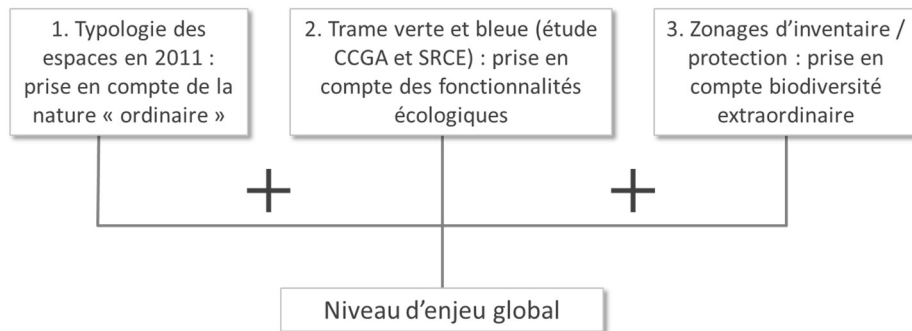 1. Typologie des
espaces en 2011 :
prise en compte de la
nature « ordinaire »
2. Trame verte et bleue (étude
CCGA et SRCE) : prise en
compte des fonctionnalités
écologiques
3. Zonages d’inventaire /
protection : prise en
compte biodiversité
extraordinaire
+
+
Niveau d’enjeu global